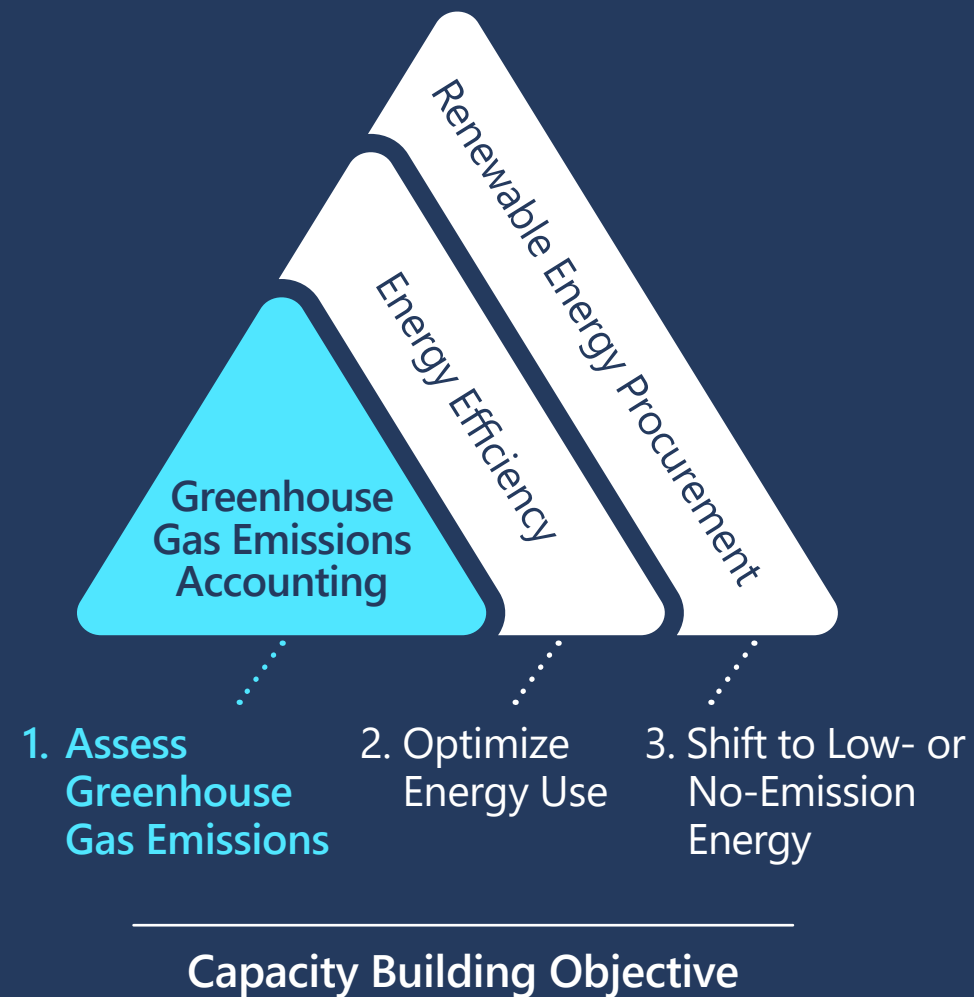 Renewable Energy Procurement
Energy Efficiency
Greenhouse
Gas Emissions
Accounting
1. Assess
Greenhouse
Gas Emissions
2. Optimize
Energy Use
3. Shift to Low- or
No-Emission
Energy
Capacity Building Objective